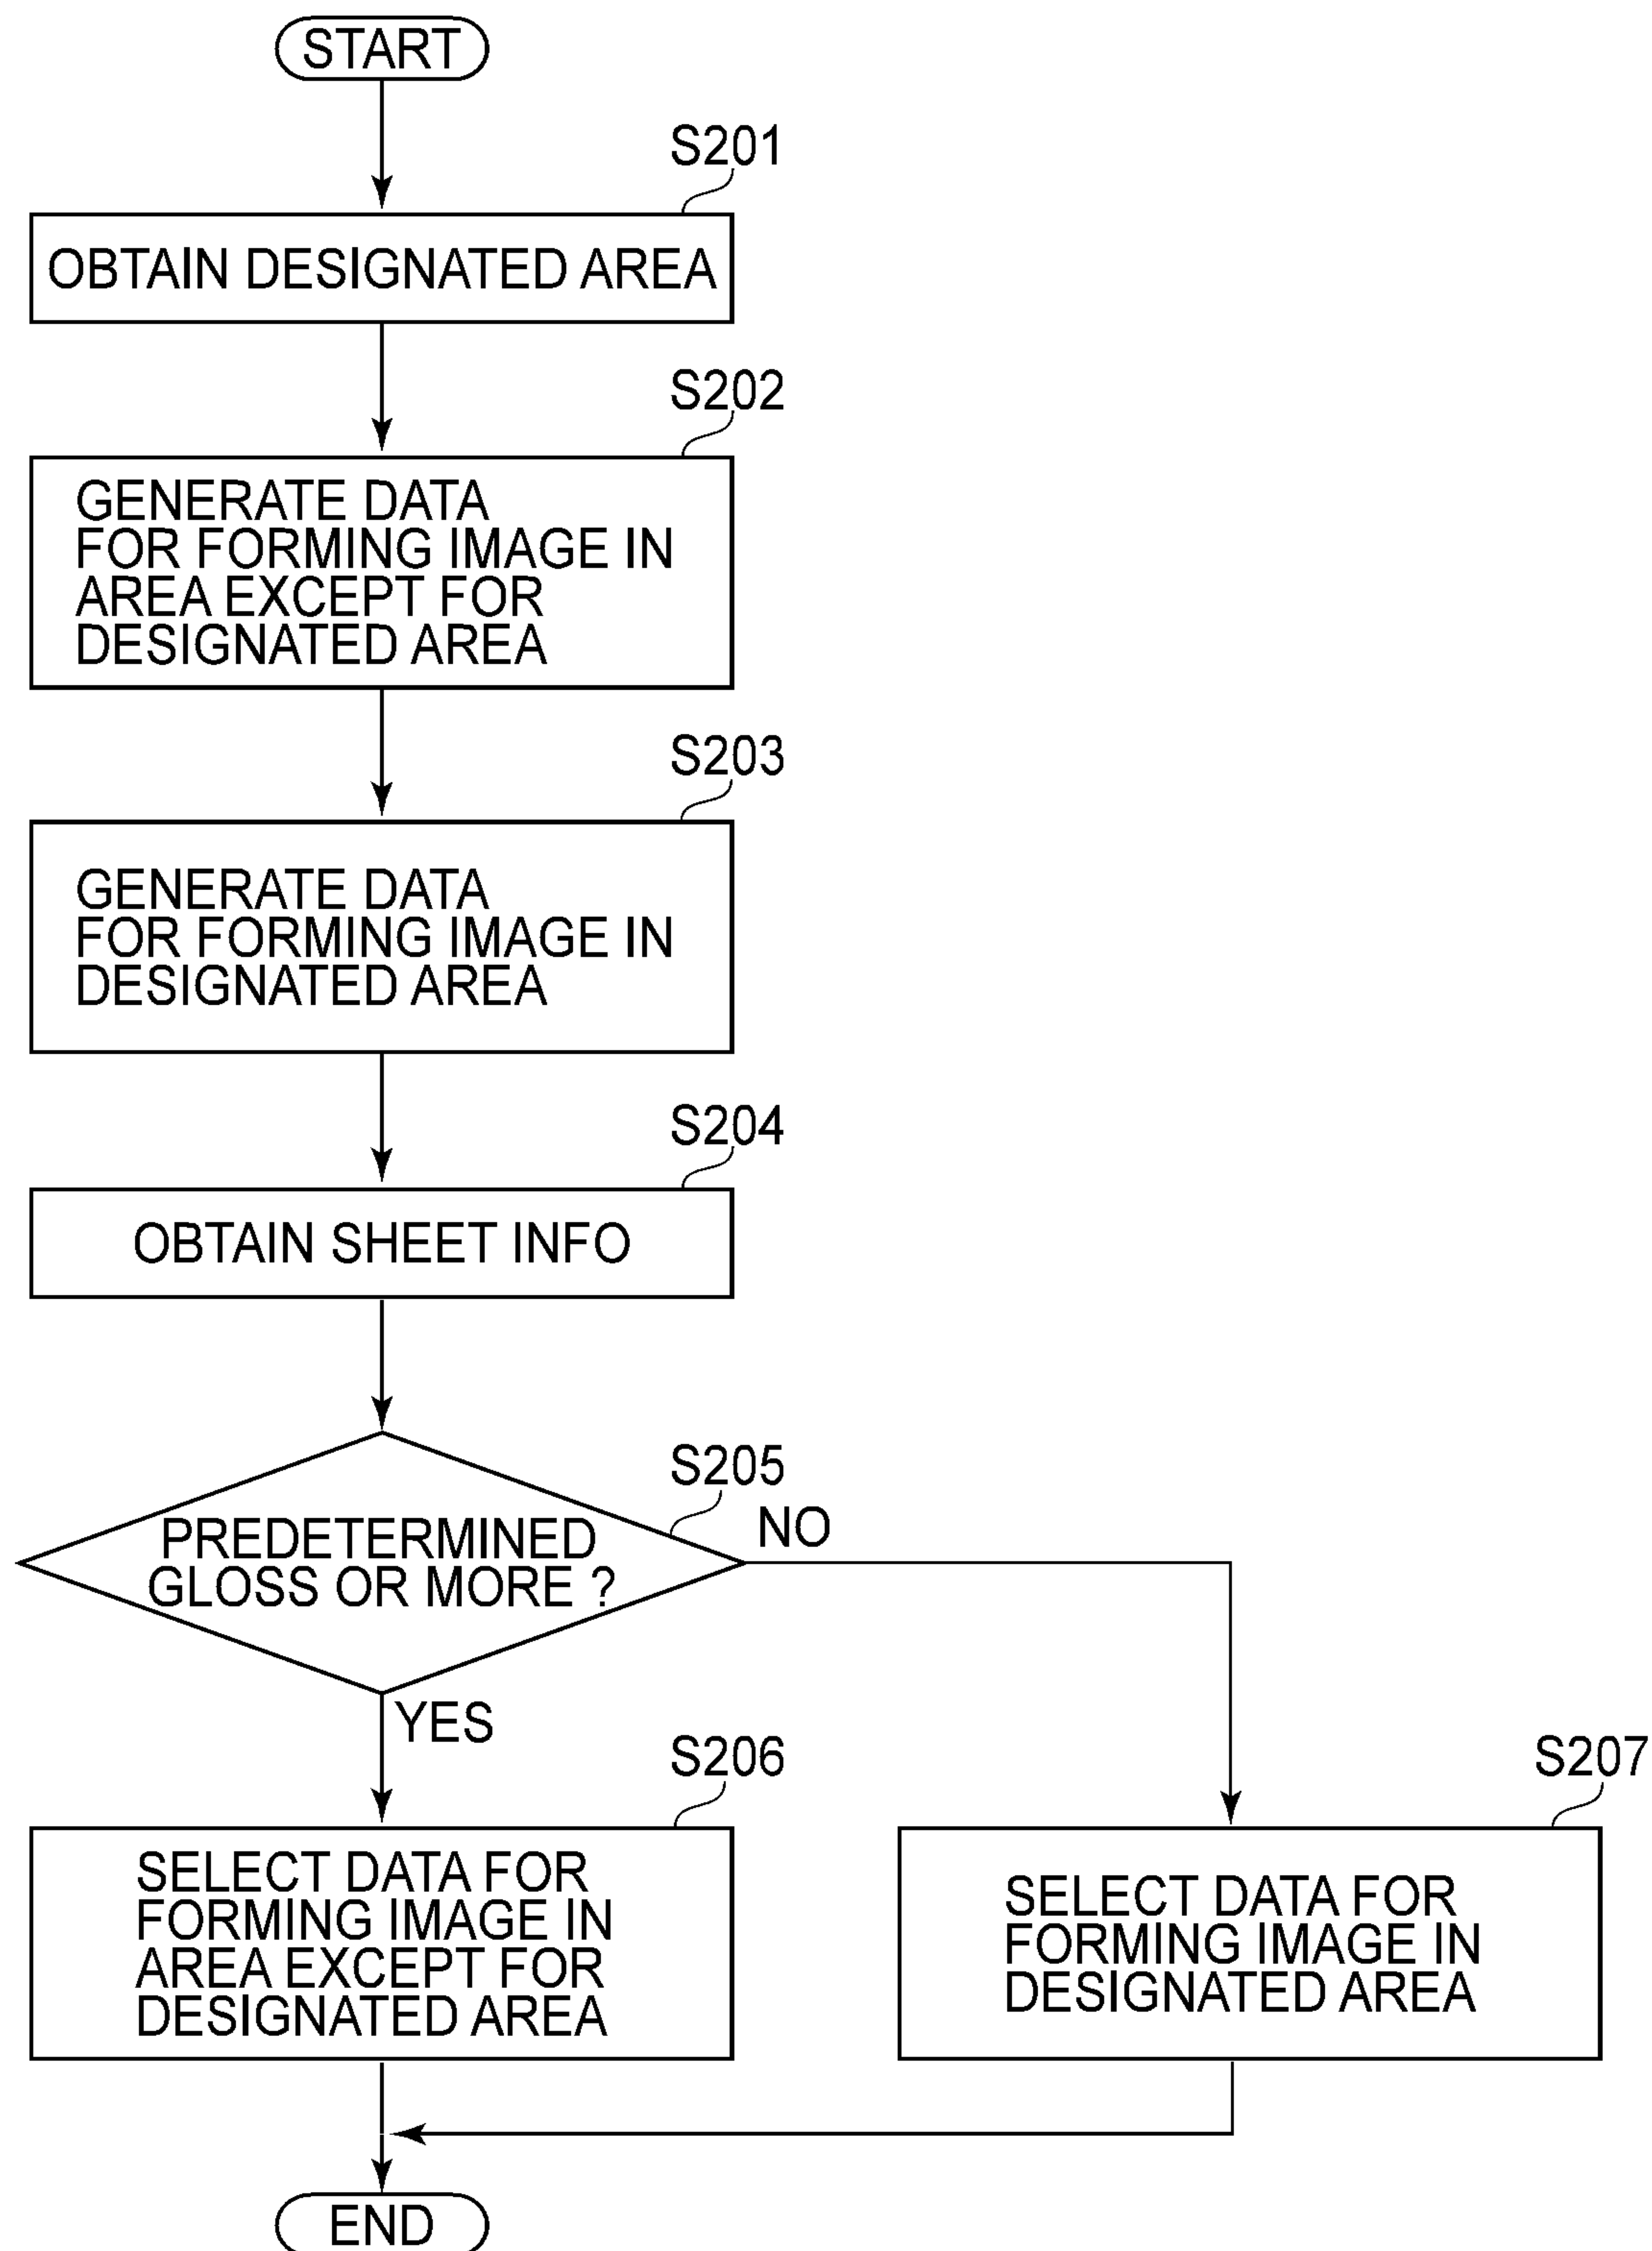 START
S201
OBTAIN DESIGNATED AREA
S202
GENERATE DATA
FOR FORMING IMAGE IN
AREA EXCEPT FOR
DESIGNATED AREA
S203
GENERATE DATA
FOR FORMING IMAGE IN
DESIGNATED AREA
S204
OBTAIN SHEET INFO
S205
PREDETERMINED
GLOSS OR MORE ?
NO
YES
S206
SELECT DATA FOR
FORMING IMAGE IN
AREA EXCEPT FOR
DESIGNATED AREA
S207
SELECT DATA FOR
FORMING IMAGE IN
DESIGNATED AREA
END